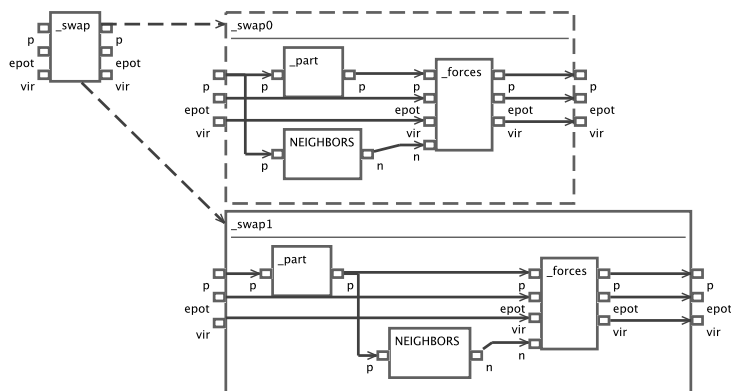 _swap
p p
epot epot
vir vir
_swap0
_part
_forces
p p p p p p
epot epot epot
NEIGHBORS
vir vir vir
p n n
_swap1
_part
_forces
p p p p p
epot epot epot
vir vir vir
NEIGHBORS
p n n